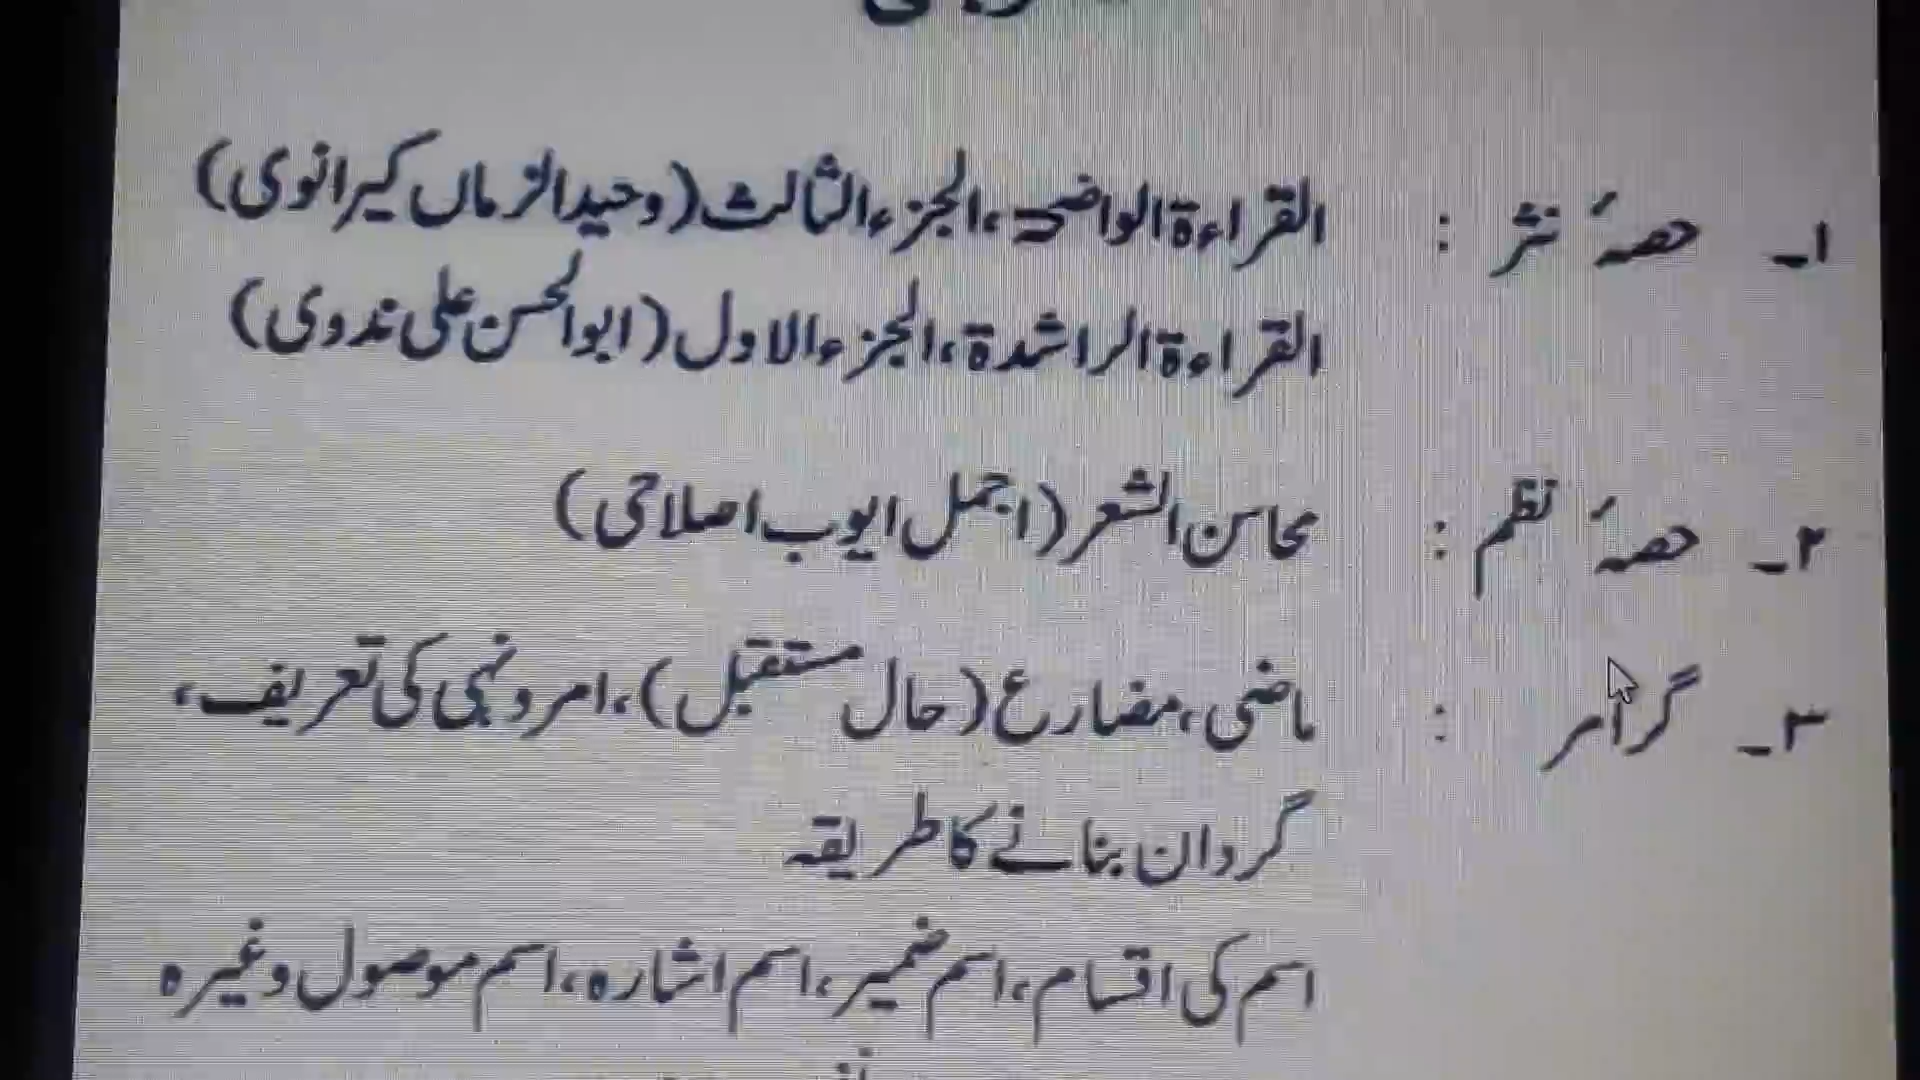 ۱۔ حصۂ نثر : القراءۃ الواضحۃ، الجزء الثالث (وحید الزماں کیرانوی)
القراءۃ الراشدۃ، الجزء الاول (ابوالحسن علی ندوی)
۲۔ حصۂ نظم : محاسن الشعر (اجمل ایوب اصلاحی)
۳۔ گرامر : ماضی، مضارع (حال مستقبل)، امر و نہی کی تعریف،
گردان بنانے کا طریقہ
اسم کی اقسام، اسم ضمیر، اسم اشارہ، اسم موصول وغیرہ